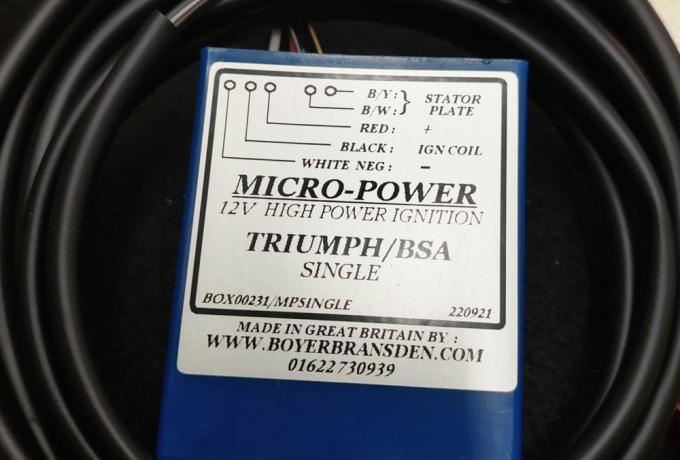 B/Y : } STATOR
B/W : PLATE
RED : +
BLACK : IGN COIL
WHITE NEG : −
MICRO-POWER
12V HIGH POWER IGNITION
TRIUMPH/BSA
SINGLE
BOX00231/MPSINGLE 220921
MADE IN GREAT BRITAIN BY :
WWW.BOYERBRANSDEN.COM
01622730939